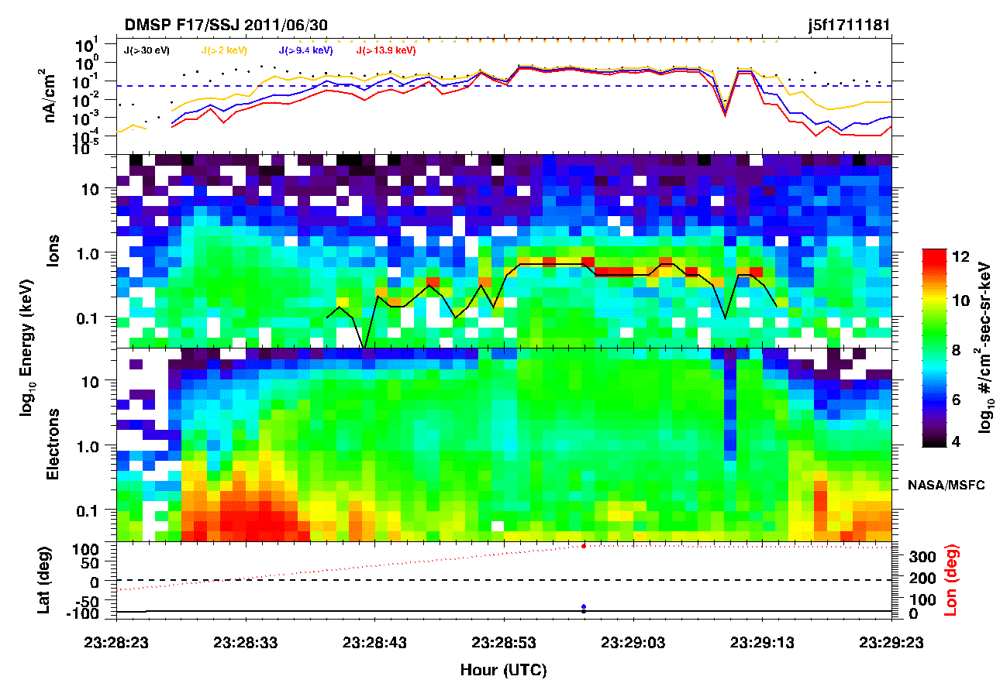 DMSP F17/SSJ 2011/06/30 j5f1711181
J(>30 eV) J(>2 keV) J(>9.4 keV) J(>13.9 keV)
nA/cm²
10¹
10⁰
10⁻¹
10⁻²
10⁻³
10⁻⁴
10⁻⁵
Ions
10
1.0
0.1
log₁₀ Energy (keV)
Electrons
10
1.0
0.1
12
10
8
6
4
log₁₀ #/cm²-sec-sr-keV
NASA/MSFC
Lat (deg)
100
50
0
-50
-100
300
200
100
0
Lon (deg)
23:28:23 23:28:33 23:28:43 23:28:53 23:29:03 23:29:13 23:29:23
Hour (UTC)